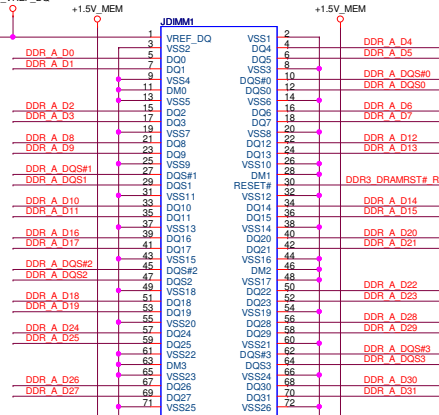 +1.5V_MEM +1.5V_MEM
JDIMM1
1 VREF_DQ VSS1 2
3 VSS2 DQ4 4 DDR_A_D4
DDR_A_D0 5 DQ0 DQ5 6 DDR_A_D5
DDR_A_D1 7 DQ1 VSS3 8
9 VSS4 DQS#0 10 DDR_A_DQS#0
11 DM0 DQS0 12 DDR_A_DQS0
13 VSS5 VSS6 14
DDR_A_D2 15 DQ2 DQ6 16 DDR_A_D6
DDR_A_D3 17 DQ3 DQ7 18 DDR_A_D7
19 VSS7 VSS8 20
DDR_A_D8 21 DQ8 DQ12 22 DDR_A_D12
DDR_A_D9 23 DQ9 DQ13 24 DDR_A_D13
25 VSS9 VSS10 26
DDR_A_DQS#1 27 DQS#1 DM1 28
DDR_A_DQS1 29 DQS1 RESET# 30 DDR3_DRAMRST#_R
31 VSS11 VSS12 32
DDR_A_D10 33 DQ10 DQ14 34 DDR_A_D14
DDR_A_D11 35 DQ11 DQ15 36 DDR_A_D15
37 VSS13 VSS14 38
DDR_A_D16 39 DQ16 DQ20 40 DDR_A_D20
DDR_A_D17 41 DQ17 DQ21 42 DDR_A_D21
43 VSS15 VSS16 44
DDR_A_DQS#2 45 DQS#2 DM2 46
DDR_A_DQS2 47 DQS2 VSS17 48
49 VSS18 DQ22 50 DDR_A_D22
DDR_A_D18 51 DQ18 DQ23 52 DDR_A_D23
DDR_A_D19 53 DQ19 VSS19 54
55 VSS20 DQ28 56 DDR_A_D28
DDR_A_D24 57 DQ24 DQ29 58 DDR_A_D29
DDR_A_D25 59 DQ25 VSS21 60
61 VSS22 DQS#3 62 DDR_A_DQS#3
63 DM3 DQS3 64 DDR_A_DQS3
65 VSS23 VSS24 66
DDR_A_D26 67 DQ26 DQ30 68 DDR_A_D30
DDR_A_D27 69 DQ27 DQ31 70 DDR_A_D31
71 VSS25 VSS26 72